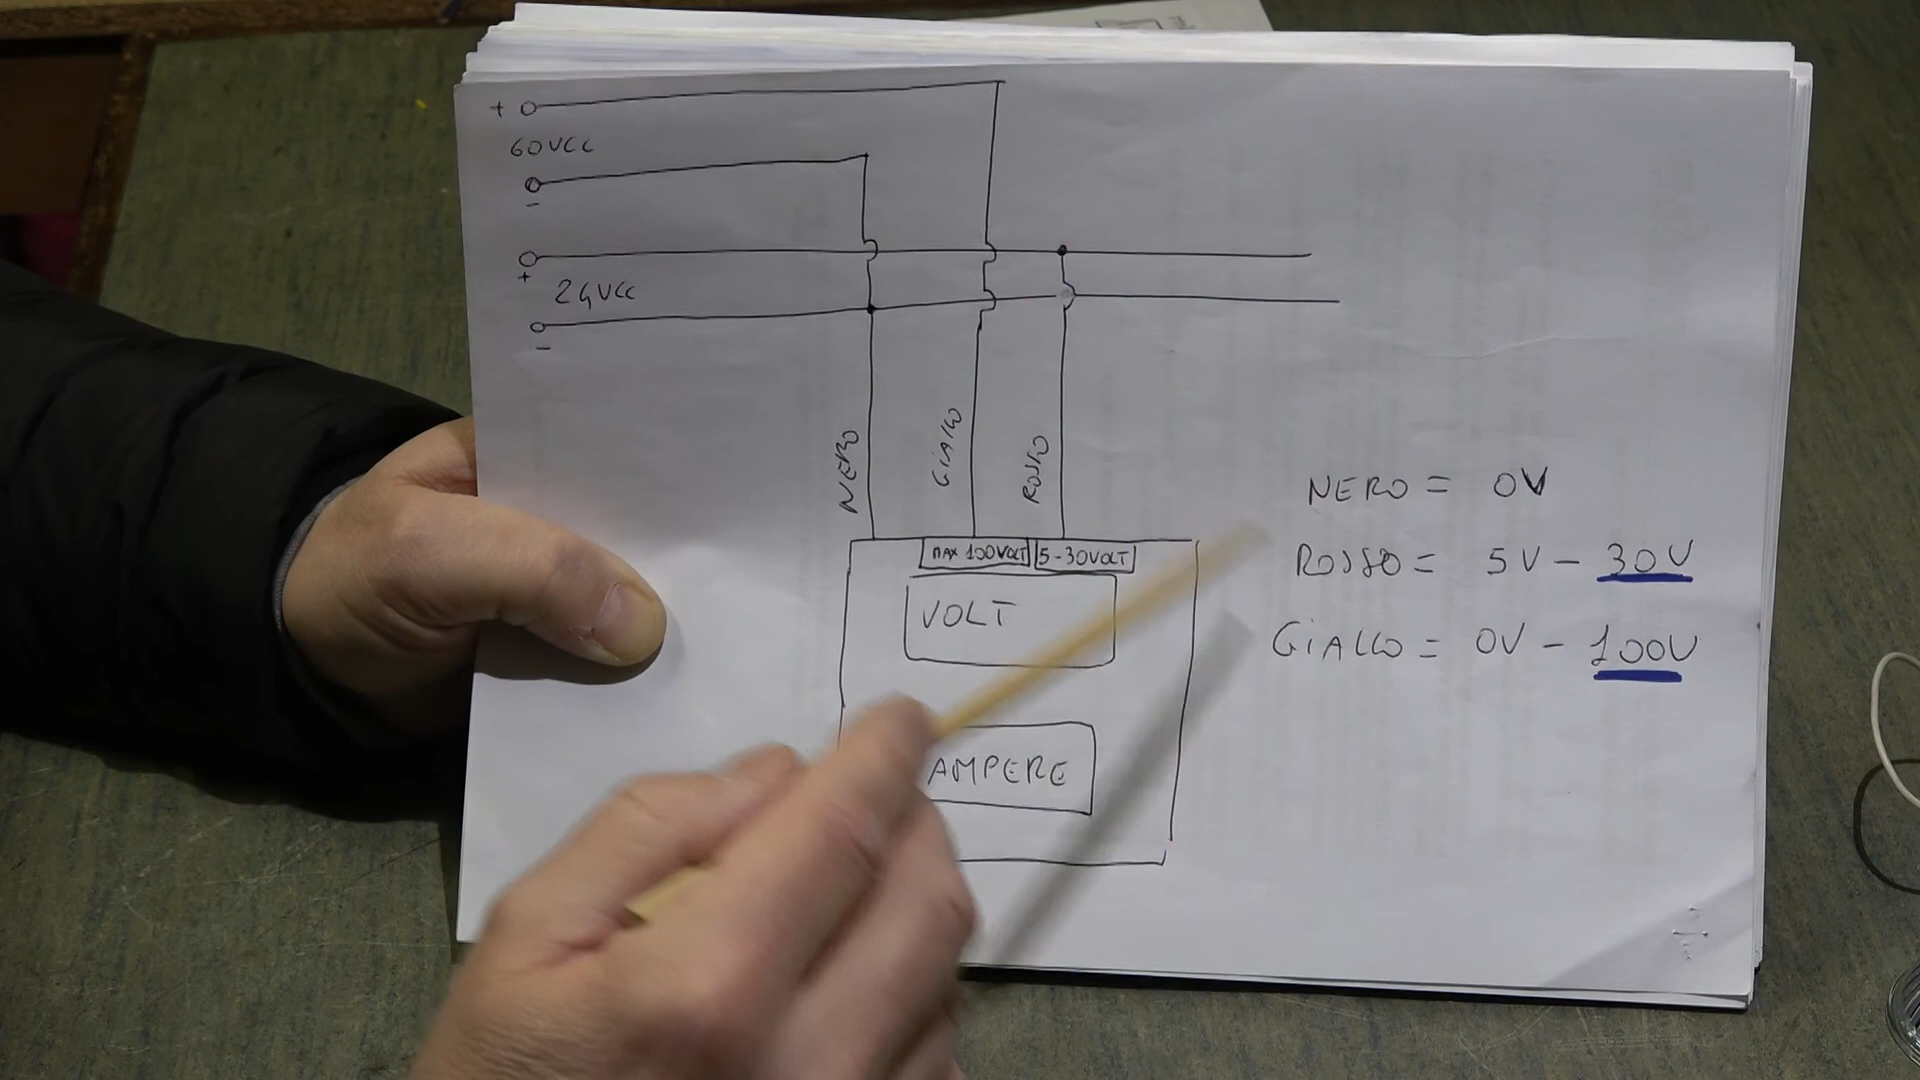 +
60VCC
-
+
24VCC
-
NERO
GIALLO
ROSSO
MAX 100VOLT
5-30VOLT
VOLT
AMPERE
NERO = 0V
ROSSO = 5V - 30V
GIALLO = 0V - 100V